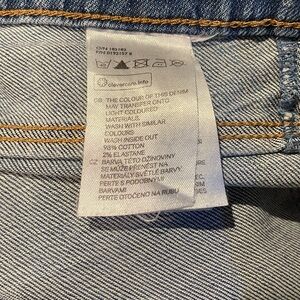 clevercare.info
GB THE COLOUR OF THIS DENIM
MAY TRANSFER ONTO
LIGHT COLOURED
MATERIALS.
WASH WITH SIMILAR
COLOURS
WASH INSIDE OUT
98% COTTON
2% ELASTANE
CZ BARVA TÉTO DŽÍNOVINY
SE MŮŽE PŘENÉST NA
MATERIÁLY SVĚTLÉ BARVY.
PERTE S PODOBNÝMI
BARVAMI
PERTE OTOČENO NA RUBU